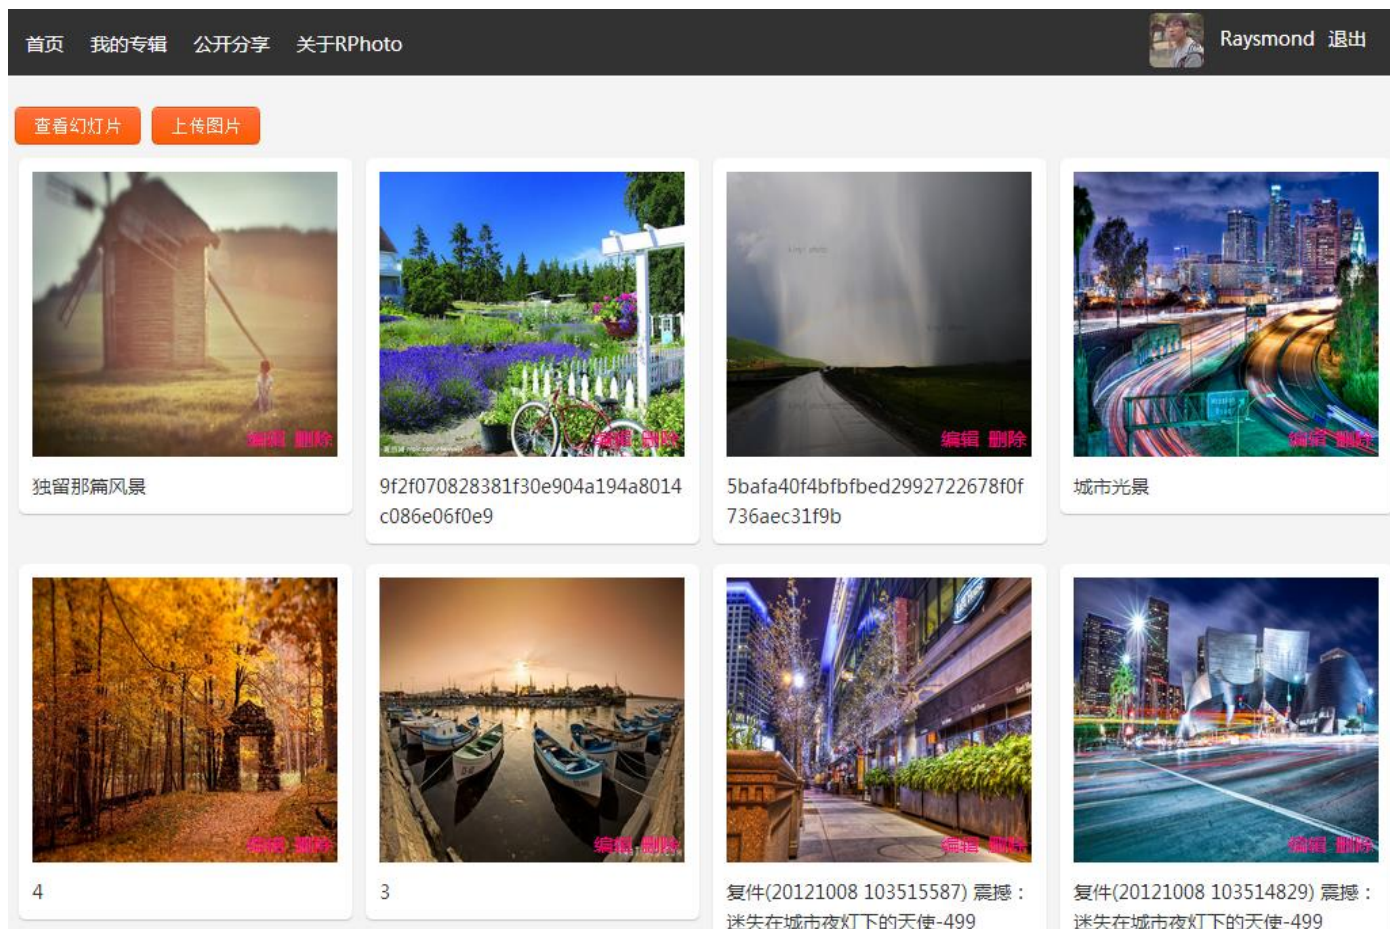 首页 我的专辑 公开分享 关于RPhoto Raysmond 退出
查看幻灯片 上传图片
编辑 删除
编辑 删除
编辑 删除
编辑 删除
独留那篇风景
9f2f070828381f30e904a194a8014
c086e06f0e9
5bafa40f4bfbfbed2992722678f0f
736aec31f9b
城市光景
编辑 删除
编辑 删除
编辑 删除
编辑 删除
4
3
复件(20121008 103515587) 震撼：
迷失在城市夜灯下的天使-499
复件(20121008 103514829) 震撼：
迷失在城市夜灯下的天使-499